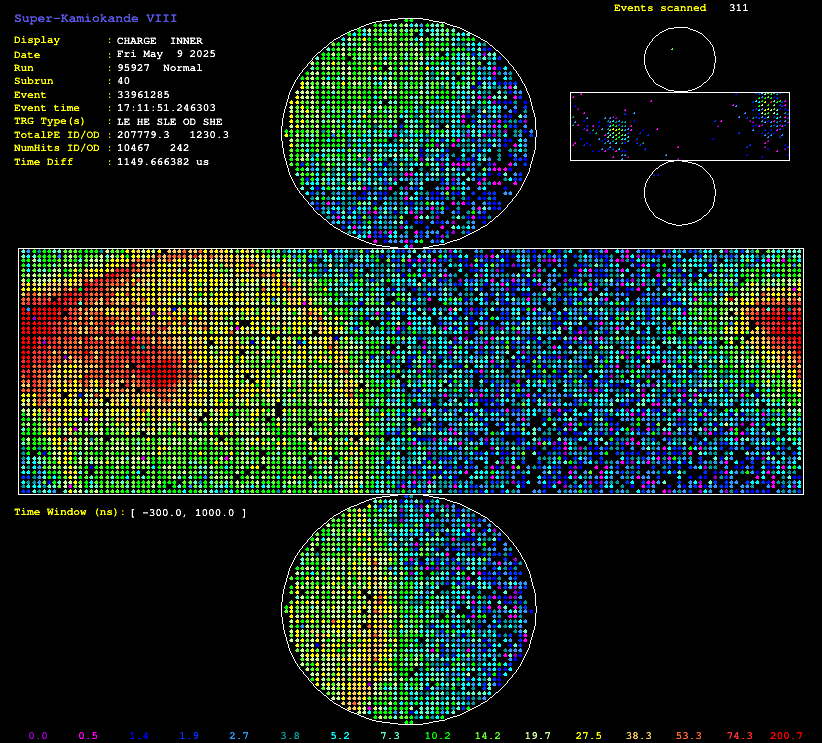 Super-Kamiokande VIII
Events scanned 311
Display : CHARGE INNER
Date : Fri May 9 2025
Run : 95927 Normal
Subrun : 40
Event : 33961285
Event time : 17:11:51.246303
TRG Type(s) : LE HE SLE OD SHE
TotalPE ID/OD : 207779.3 1230.3
NumHits ID/OD : 10467 242
Time Diff : 1149.666382 us
Time Window (ns): [ -300.0, 1000.0 ]
0.0 0.5 1.4 1.9 2.7 3.8 5.2 7.3 10.2 14.2 19.7 27.5 38.3 53.3 74.3 200.7